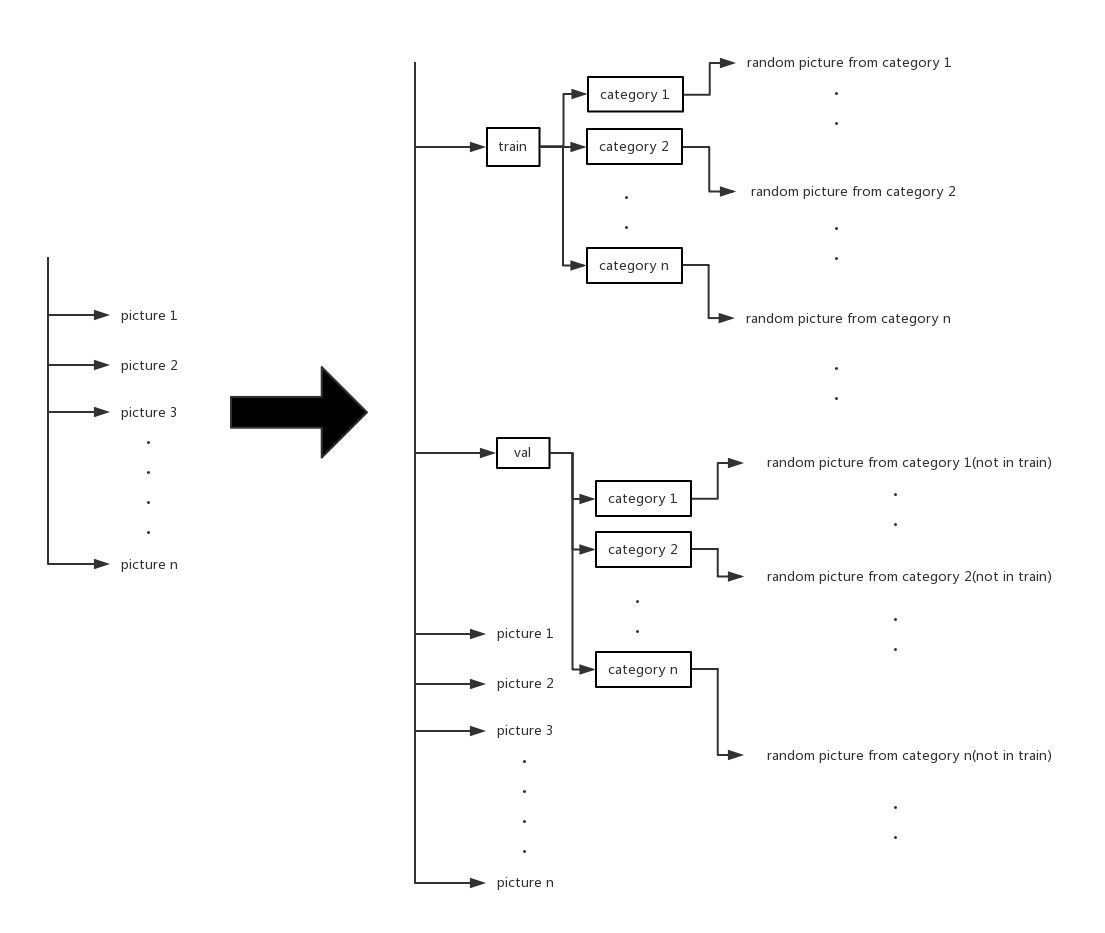 picture 1
picture 2
picture 3
picture n
train
category 1
random picture from category 1
category 2
random picture from category 2
category n
random picture from category n
val
category 1
random picture from category 1(not in train)
category 2
random picture from category 2(not in train)
category n
random picture from category n(not in train)
picture 1
picture 2
picture 3
picture n